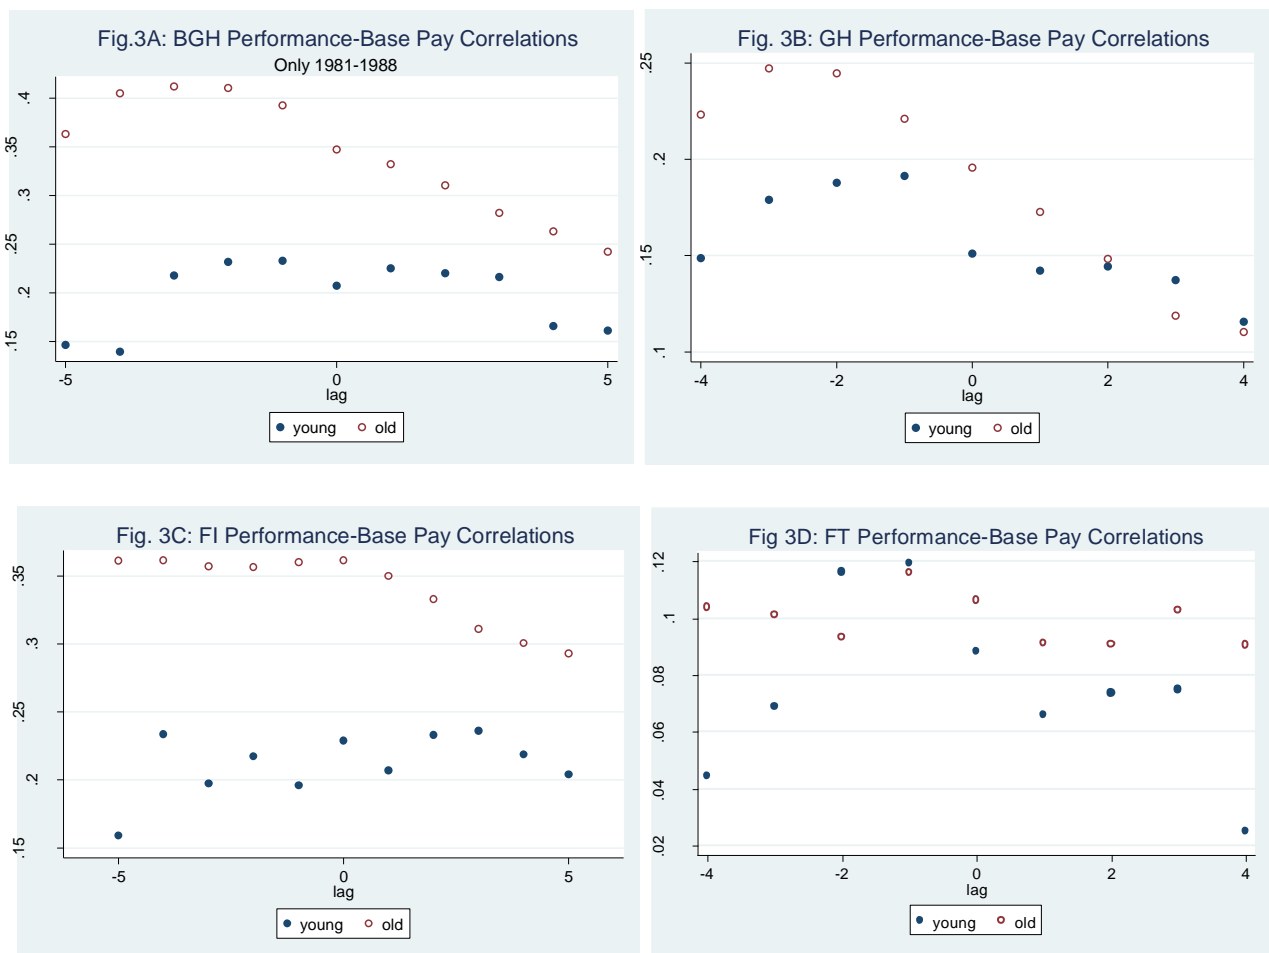 Fig.3A: BGH Performance-Base Pay Correlations
Only 1981-1988
.4
.35
.3
.25
.2
.15
-5 0 5
lag
young old
Fig. 3B: GH Performance-Base Pay Correlations
.25
.2
.15
.1
-4 -2 0 2 4
lag
young old
Fig. 3C: FI Performance-Base Pay Correlations
.35
.3
.25
.2
.15
-5 0 5
lag
young old
Fig 3D: FT Performance-Base Pay Correlations
.12
.1
.08
.06
.04
.02
-4 -2 0 2 4
lag
young old